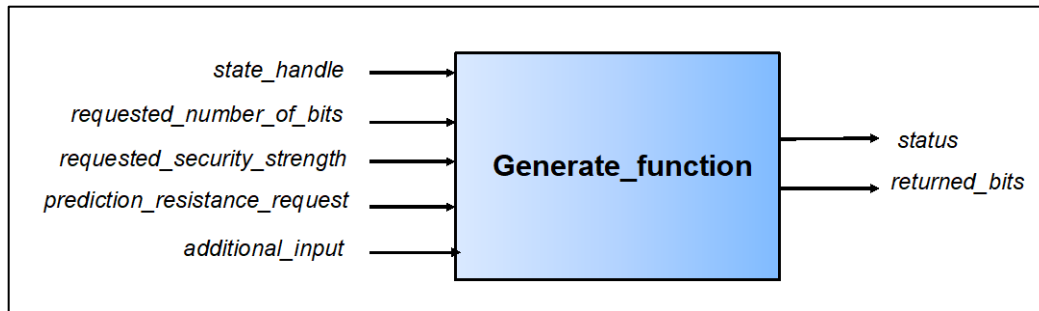 state_handle
requested_number_of_bits
requested_security_strength
prediction_resistance_request
additional_input
Generate_function
status
returned_bits